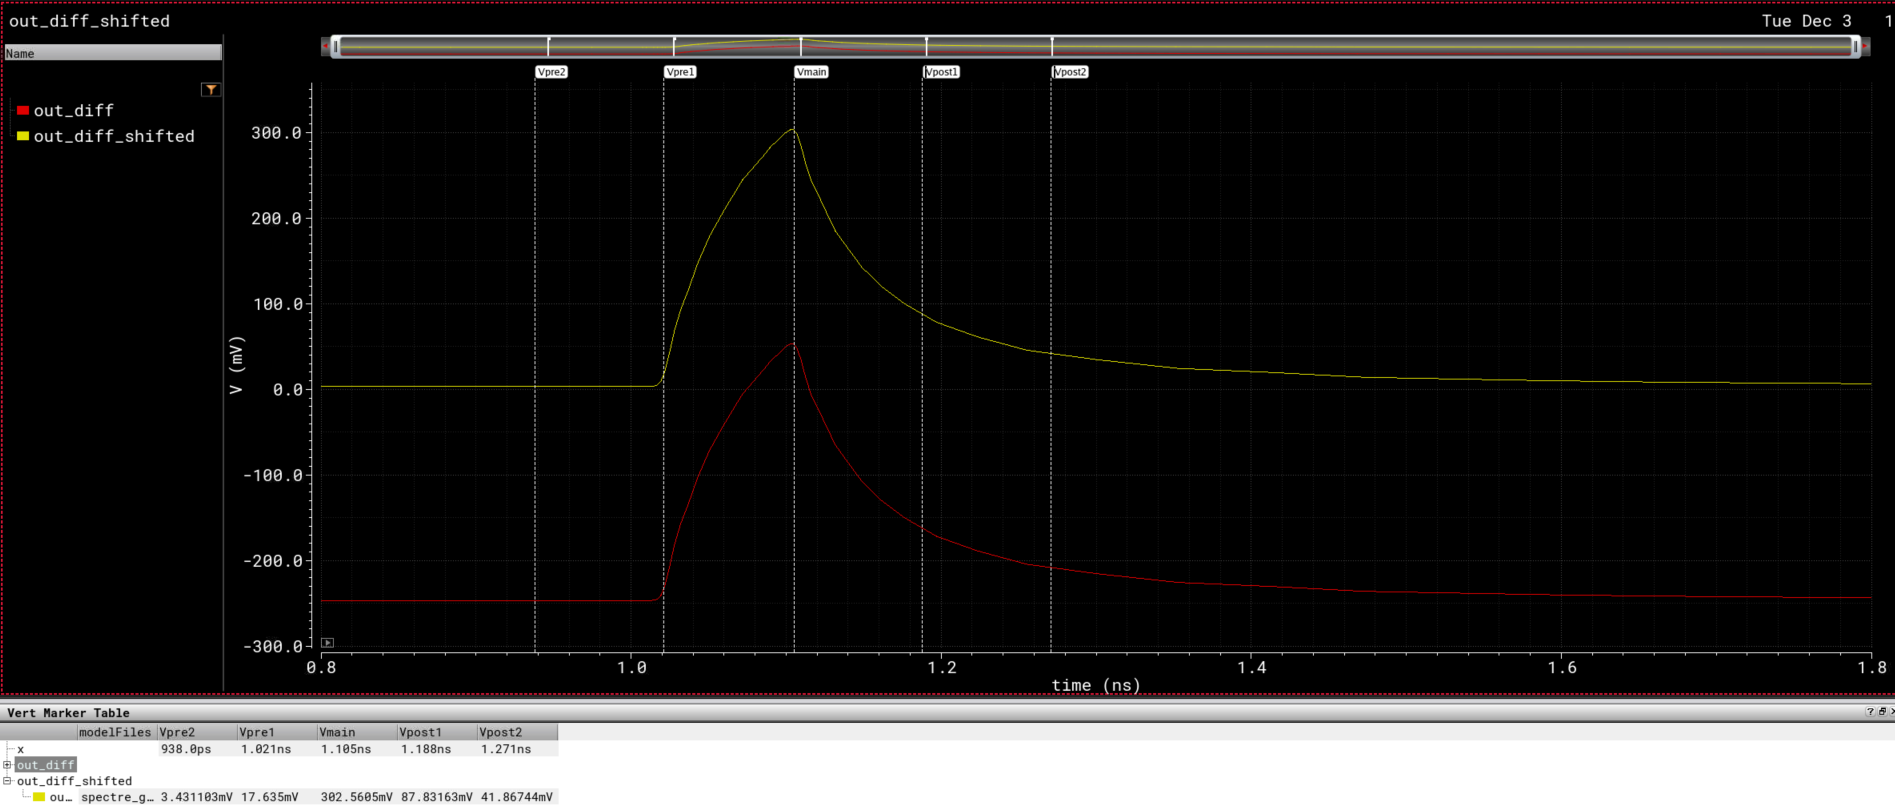 out_diff_shifted
Tue Dec 3 1
Name
out_diff
out_diff_shifted
Vpre2 Vpre1 Vmain Vpost1 Vpost2
300.0
200.0
100.0
0.0
-100.0
-200.0
-300.0
V (mV)
0.8 1.0 1.2 1.4 1.6 1.8
time (ns)
Vert Marker Table
modelFiles Vpre2 Vpre1 Vmain Vpost1 Vpost2
x 938.0ps 1.021ns 1.105ns 1.188ns 1.271ns
out_diff
out_diff_shifted
ou… spectre_g… 3.431103mV 17.635mV 302.5605mV 87.83163mV 41.86744mV